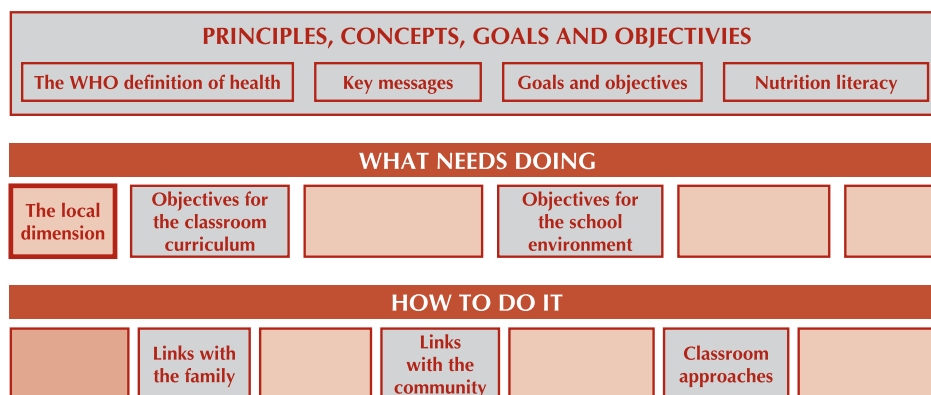 PRINCIPLES, CONCEPTS, GOALS AND OBJECTIVIES
The WHO definition of health
Key messages
Goals and objectives
Nutrition literacy
WHAT NEEDS DOING
The local
dimension
Objectives for
the classroom
curriculum
Objectives for
the school
environment
HOW TO DO IT
Links with
the family
Links
with the
community
Classroom
approaches